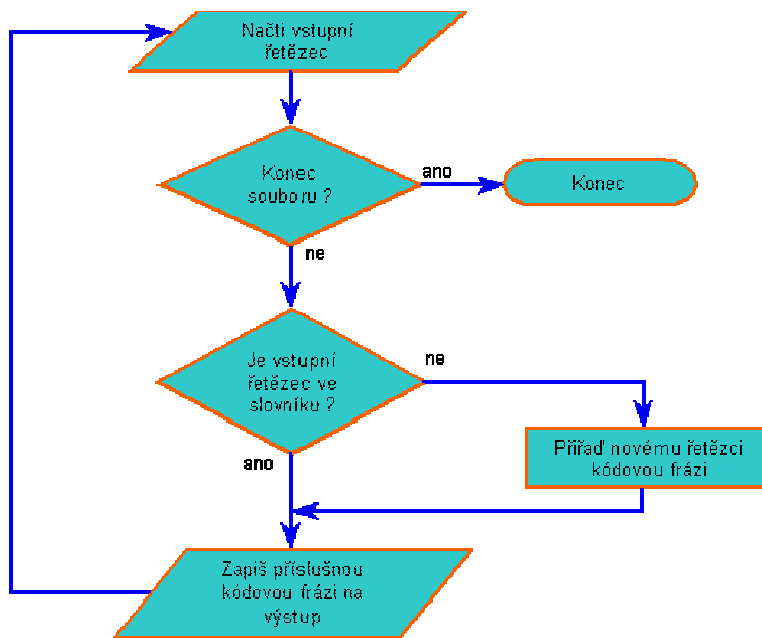 Načti vstupní
řetězec
Konec
souboru ?
ano
Konec
ne
Je vstupní
řetězec ve
slovníku ?
ne
ano
Přiřaď novému řetězci
kódovou frázi
Zapiš příslušnou
kódovou frázi na
výstup